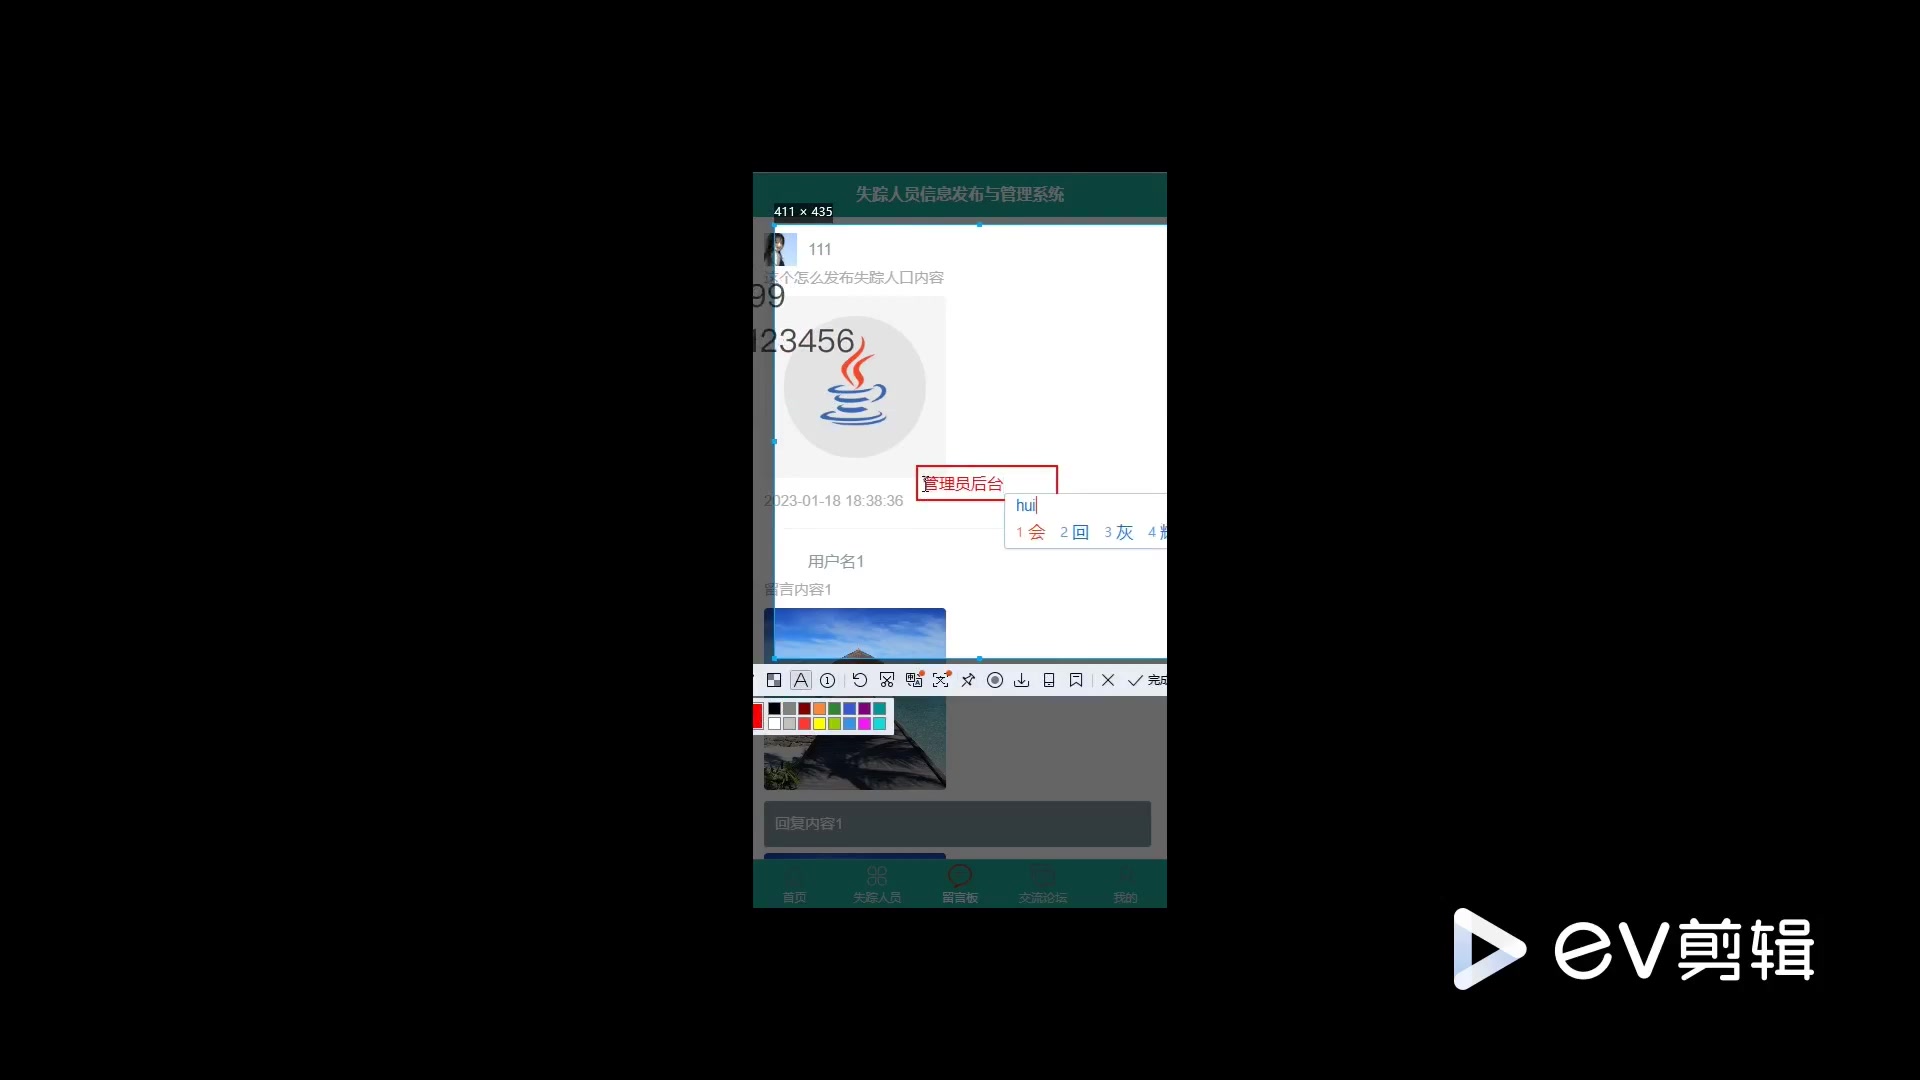 失踪人员信息发布与管理系统
411 × 435
111
这个怎么发布失踪人口内容
99
123456
管理员后台
2023-01-18 18:38:36
hui
1 会 2 回 3 灰 4
用户名1
留言内容1
完成
回复内容1
首页 失踪人员 留言板 交流论坛 我的
ev剪辑